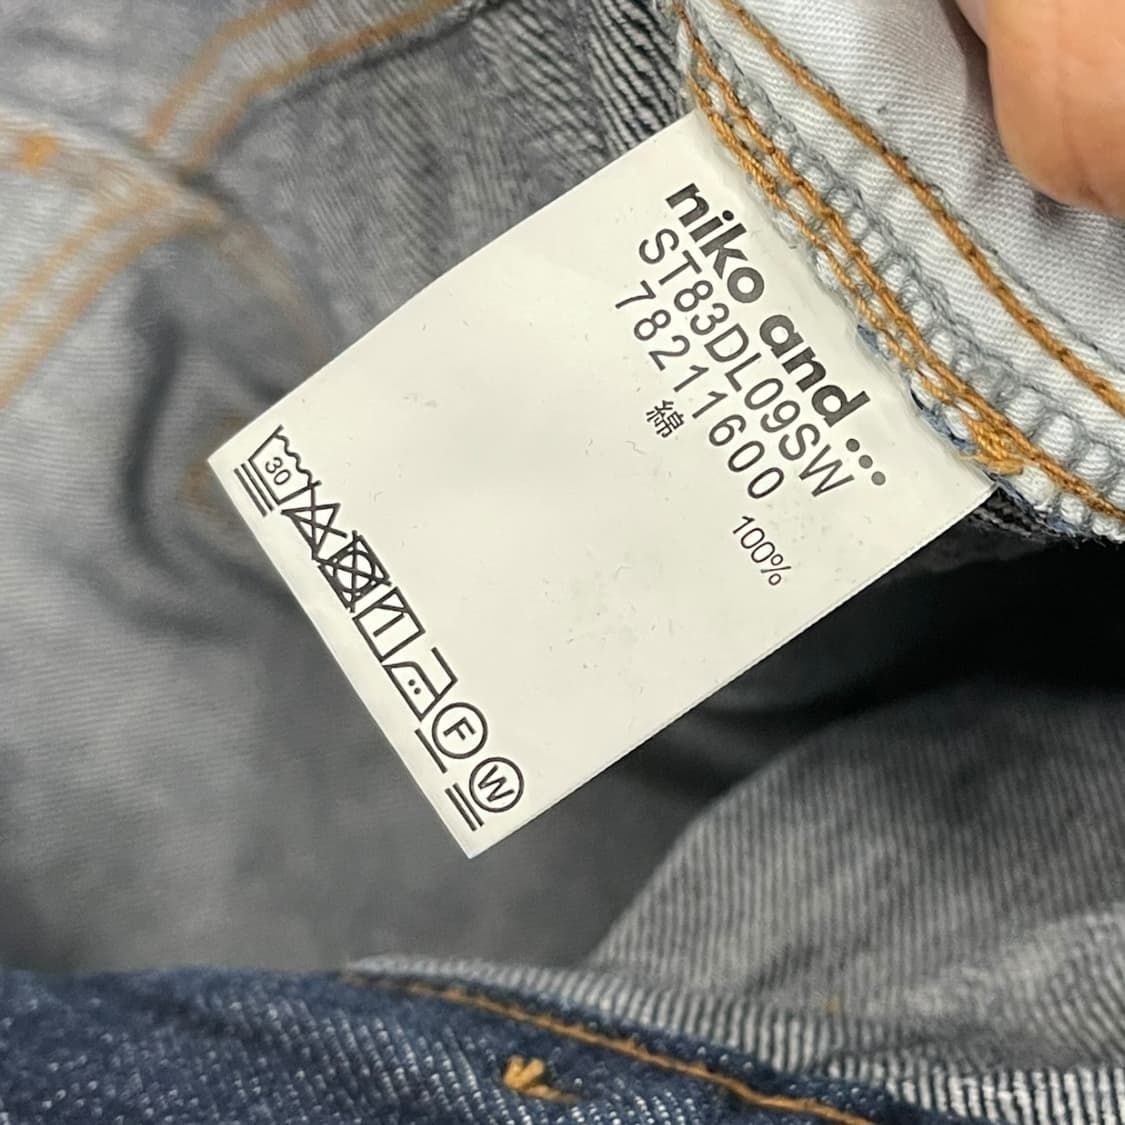 niko and...
ST83DL09SW
78211600
綿 100%
30
F
W